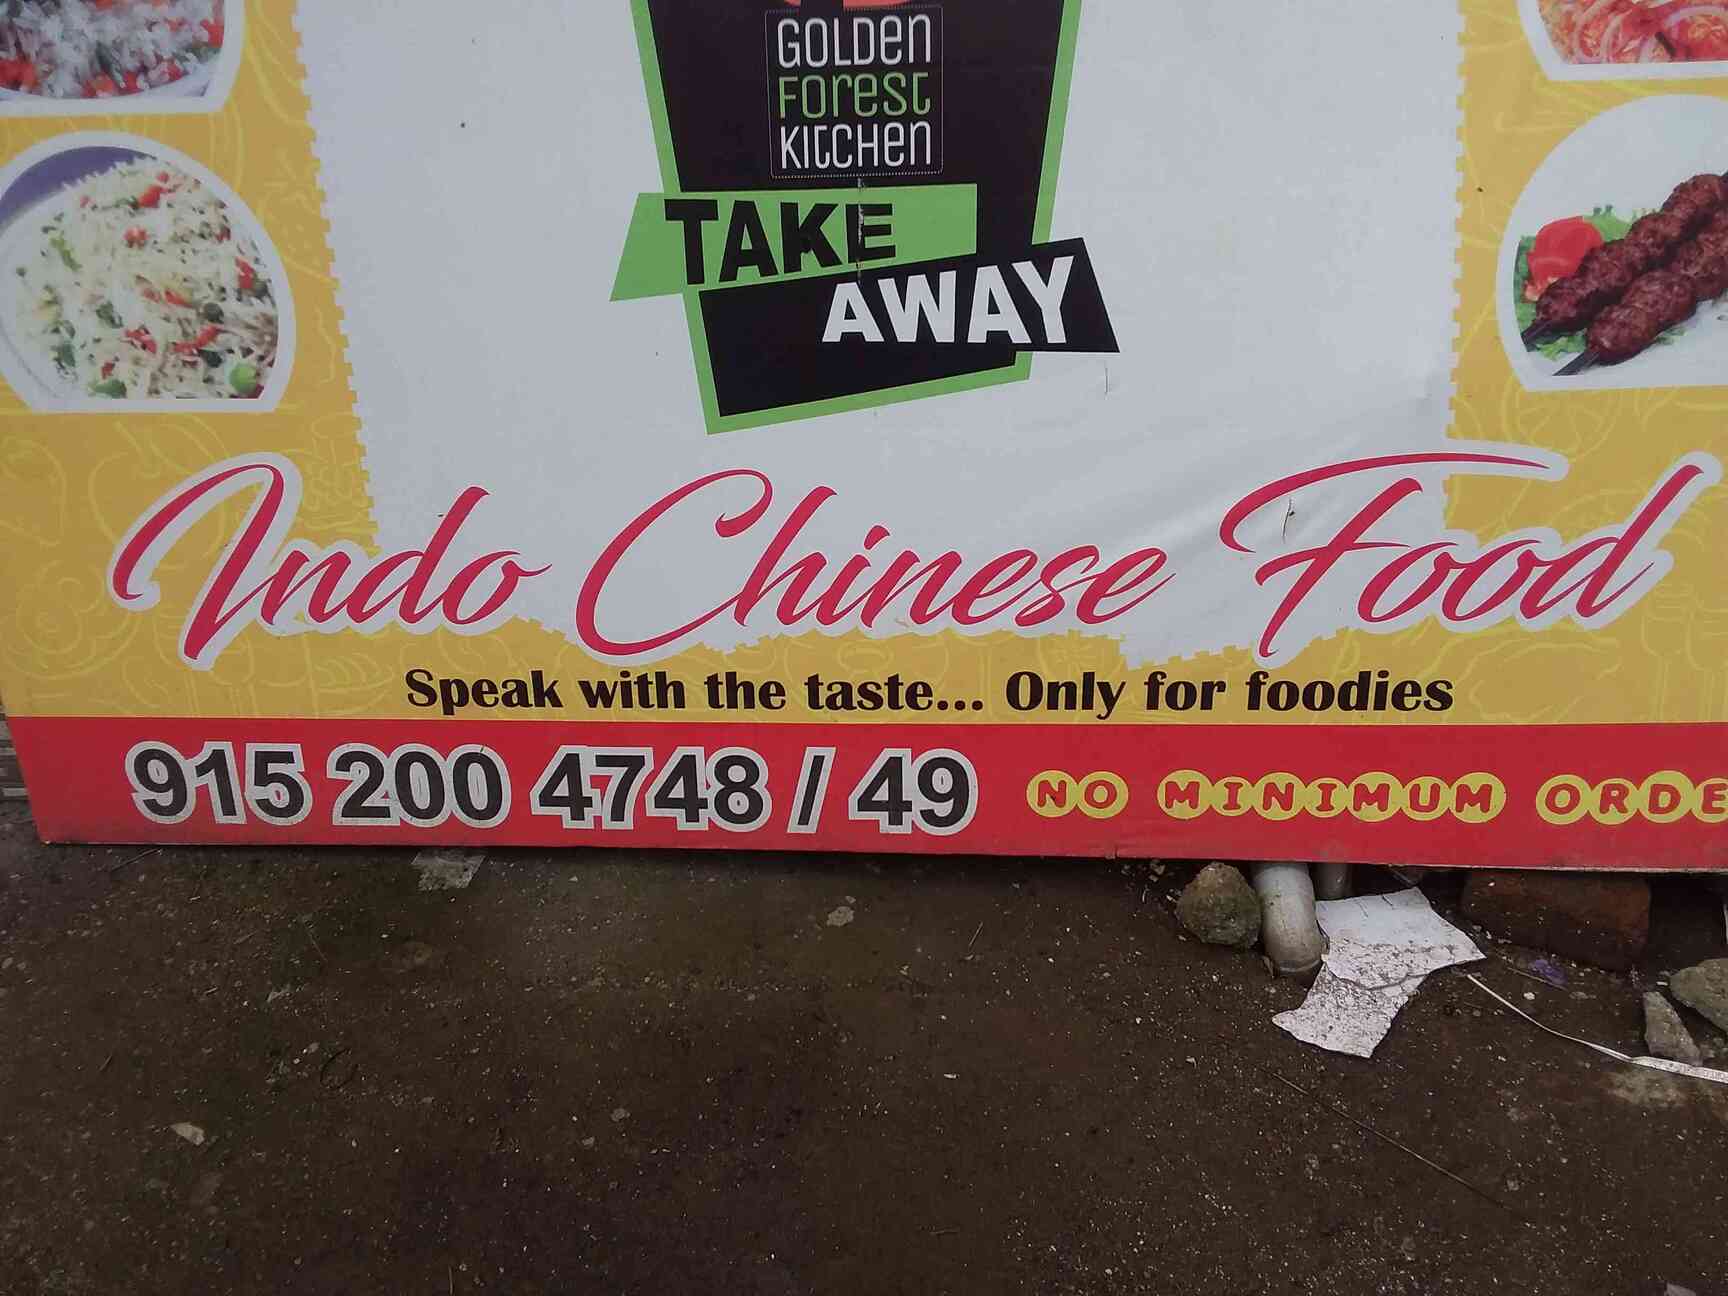 GOLDEN
FOREST
KITCHEN
TAKE
AWAY
Indo Chinese Food
Speak with the taste... Only for foodies
915 200 4748 / 49 NO MINIMUM ORDE